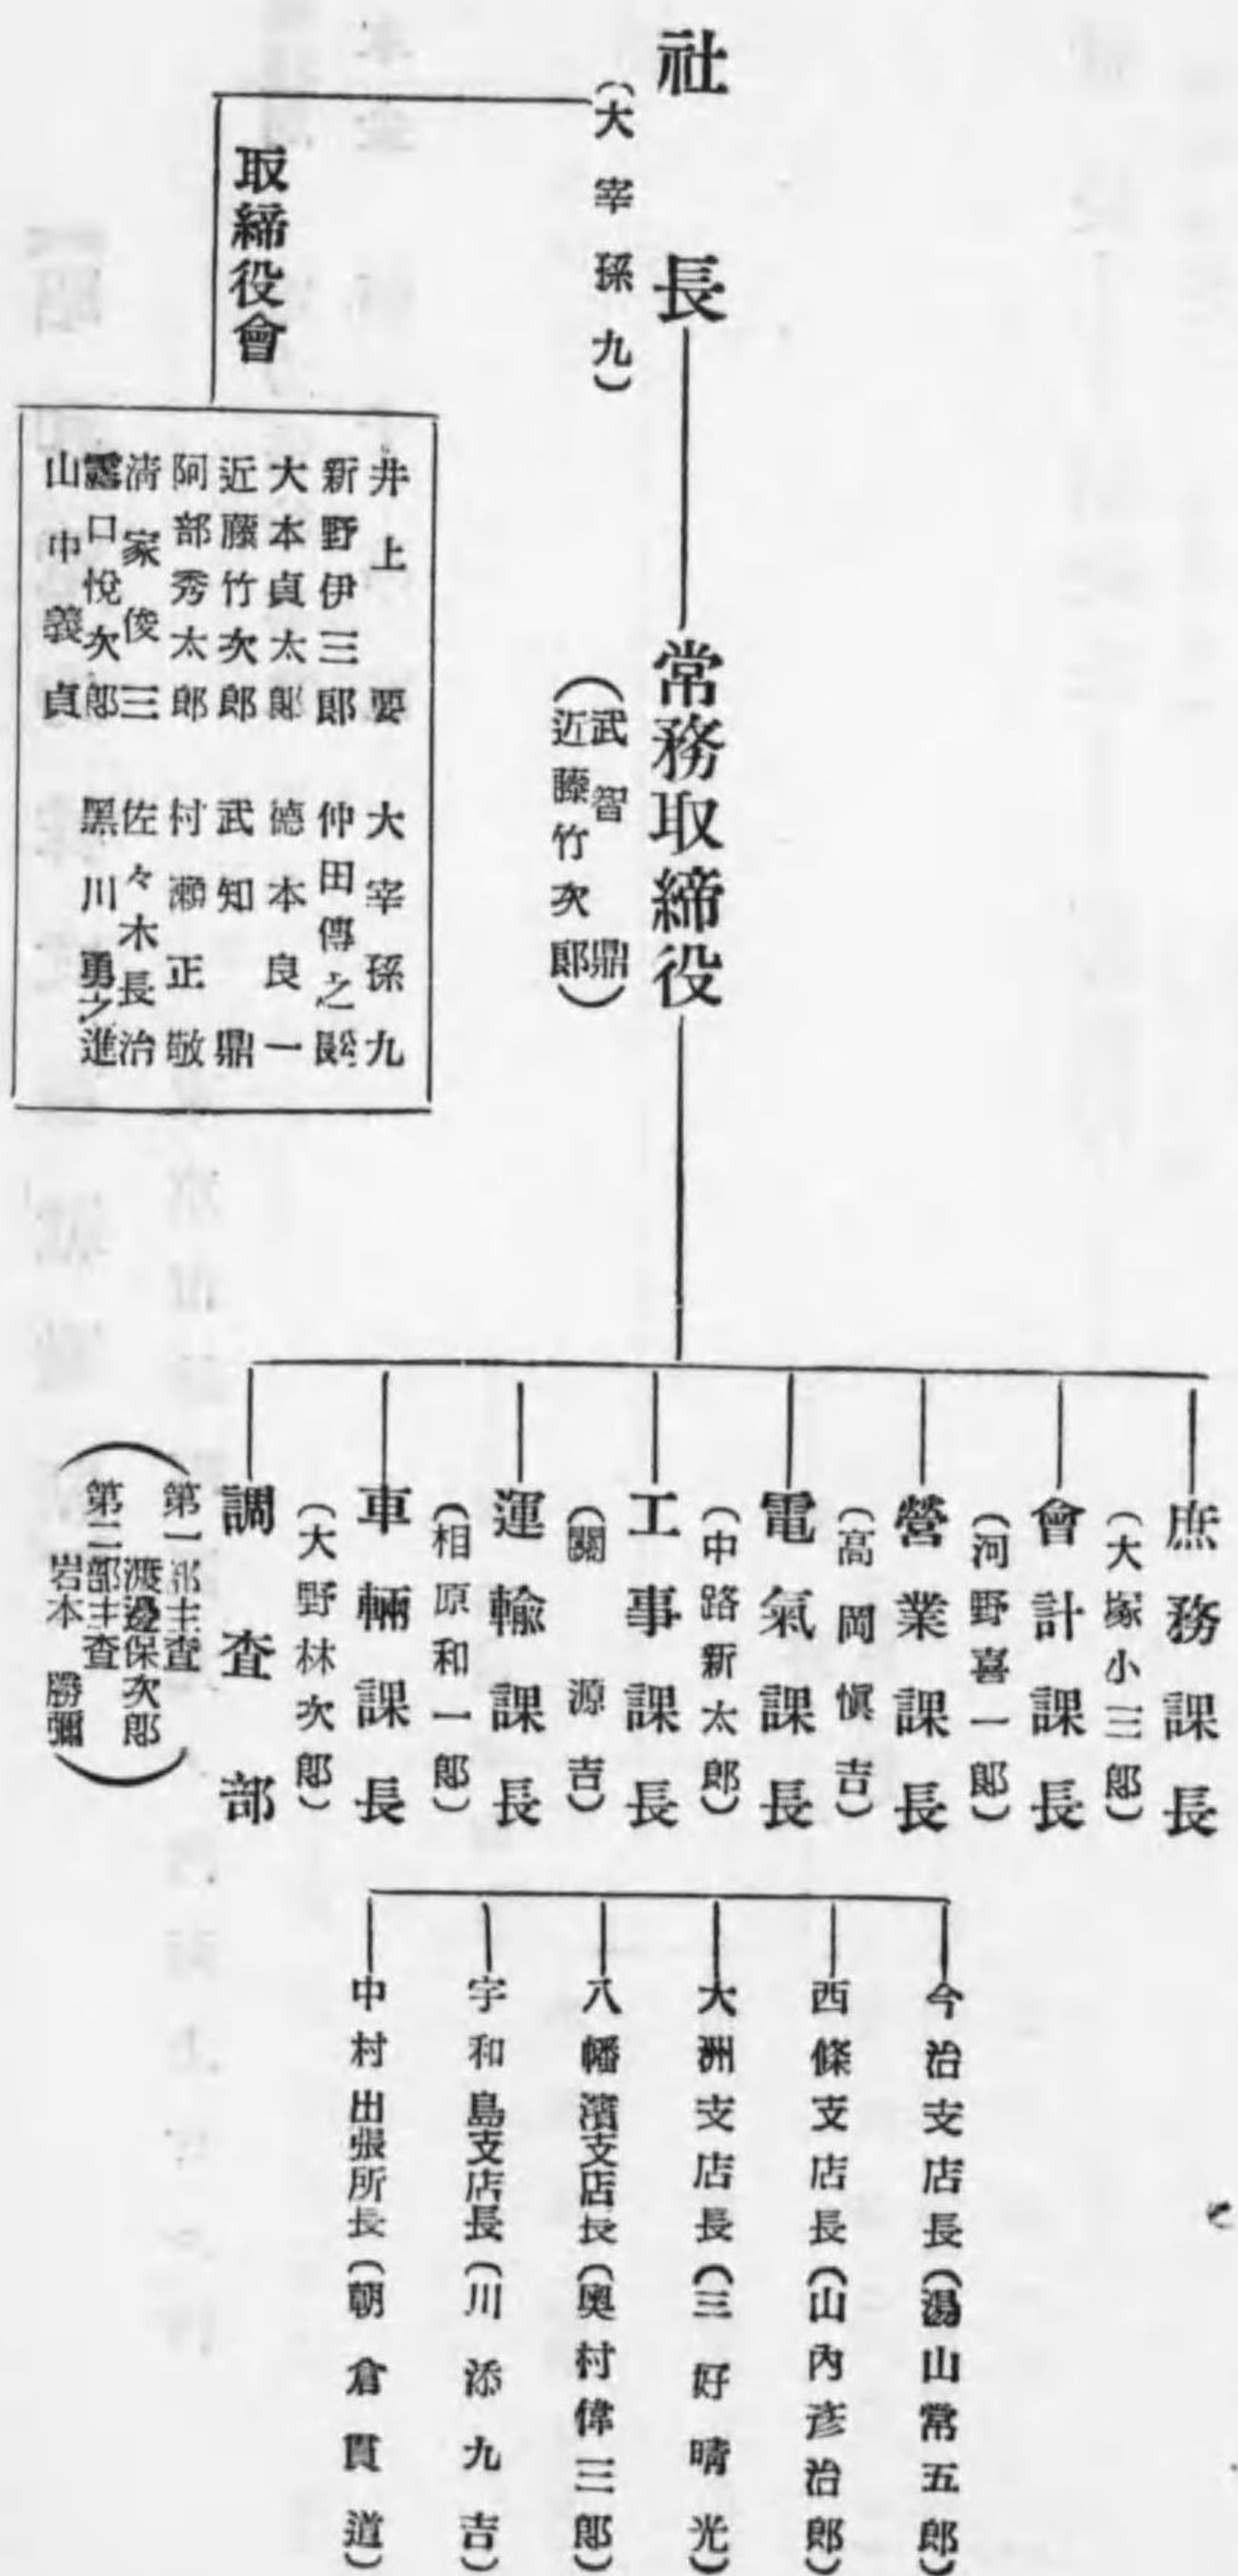 社長
(大宰孫九)
取締役會
井上要
新野伊三郎
大本貞太郎
近藤竹次郎
阿部秀太郎
淸家俊三
露口悅次郎
山中義貞
大宰孫九
仲田傳之
德本良一
武知鼎
村瀨正敬
佐々木長治
黑川勇之進
常務取締役
(武智鼎
近藤竹次郎)
庶務課長
(大塚小三郎)
會計課長
(河野喜一郎)
營業課長
(高岡愼吉)
電氣課長
(中路新太郎)
工事課長
(關源吉)
運輸課長
(相原和一郎)
車輛課長
(大野林次郎)
調査部
(第一部主査
渡邊保次郎
第二部主査
岩本勝彌)
今治支店長(湯山常五郎)
西條支店長(山內彥治郎)
大洲支店長(三好晴光)
八幡濱支店長(奧村偉三郎)
宇和島支店長(川添九吉)
中村出張所長(朝倉貫道)